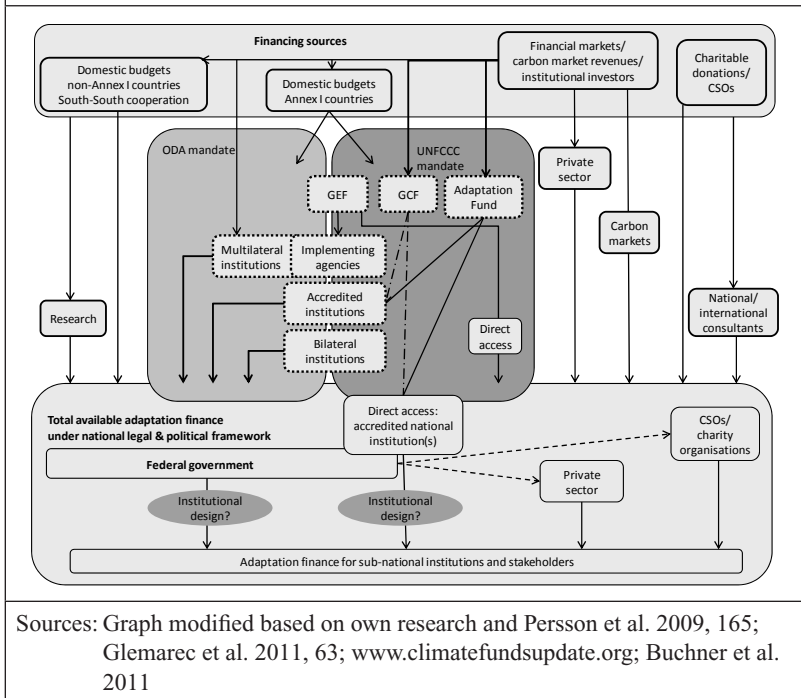 Financing sources
Domestic budgets
non-Annex I countries
South-South cooperation
Domestic budgets
Annex I countries
Financial markets/
carbon market revenues/
institutional investors
Charitable
donations/
CSOs
ODA mandate
UNFCCC
mandate
Private
sector
GEF
GCF
Adaptation
Fund
Carbon
markets
Multilateral
institutions
Implementing
agencies
Accredited
institutions
Research
National/
international
consultants
Direct
access
Bilateral
institutions
Direct access:
accredited national
institution(s)
Total available adaptation finance
under national legal & political framework
CSOs/
charity
organisations
Federal government
Private
sector
Institutional
design?
Institutional
design?
Adaptation finance for sub-national institutions and stakeholders
Sources: Graph modified based on own research and Persson et al. 2009, 165;
Glemarec et al. 2011, 63; www.climatefundsupdate.org; Buchner et al.
2011